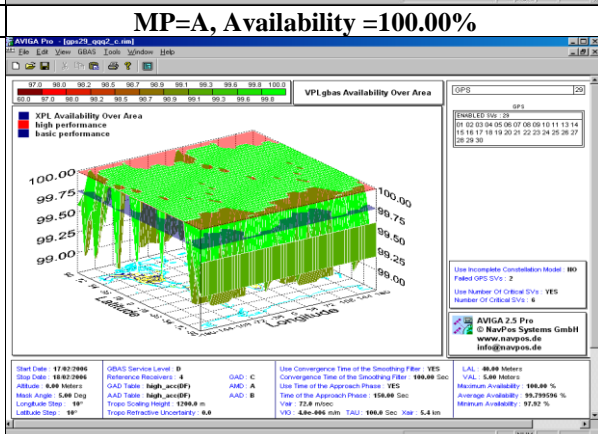 MP=A, Availability =100.00%
AVIGA Pro - [gps29_qqq2_c.rim]
File Edit View GBAS Tools Window Help
97.0 98.0 98.2 98.5 98.7 98.9 99.1 99.3 99.6 99.8 100.0
60.0 97.0 98.0 98.2 98.5 98.7 98.9 99.1 99.3 99.6 99.8
VPLgbas Availability Over Area
GPS 29
XPL Availability Over Area
high performance
basic performance
GPS
ENABLED SVs : 29
01 02 03 04 05 06 07 08 09 10 11 13 14
15 16 17 18 19 20 21 22 23 24 25 26 27
28 29 30
100.00
99.75
99.50
99.25
99.00
100.00
99.75
99.50
99.25
99.00
Latitude
Longitude
Use Incomplete Constellation Model : NO
Failed GPS SVs : 2
Use Number Of Critical SVs : YES
Number Of Critical SVs : 6
AVIGA 2.5 Pro
© NavPos Systems GmbH
www.navpos.de
info@navpos.de
Start Date : 17/02/2006
Stop Date : 18/02/2006
Altitude : 0.00 Meters
Mask Angle : 5.00 Deg
Longitude Step : 10°
Latitude Step : 10°
GBAS Service Level : D
Reference Receivers : 4
GAD Table : high_acc(DF)
AAD Table : high_acc(DF)
Tropo Scaling Height : 1200.0 m
Tropo Refractive Uncertainty : 0.0
GAD : C
AMD : A
AAD : B
Use Convergence Time of the Smoothing Filter : YES
Convergence Time of the Smoothing Filter : 100.00 Sec
Use Time of the Approach Phase : YES
Time of the Approach Phase : 150.00 Sec
Vair : 72.0 m/sec
VIG : 4.0e-006 m/m TAU : 100.0 Sec Xair : 5.4 km
LAL : 40.00 Meters
VAL : 5.00 Meters
Maximum Availability : 100.00 %
Average Availability : 99.799596 %
Minimum Availability : 97.92 %